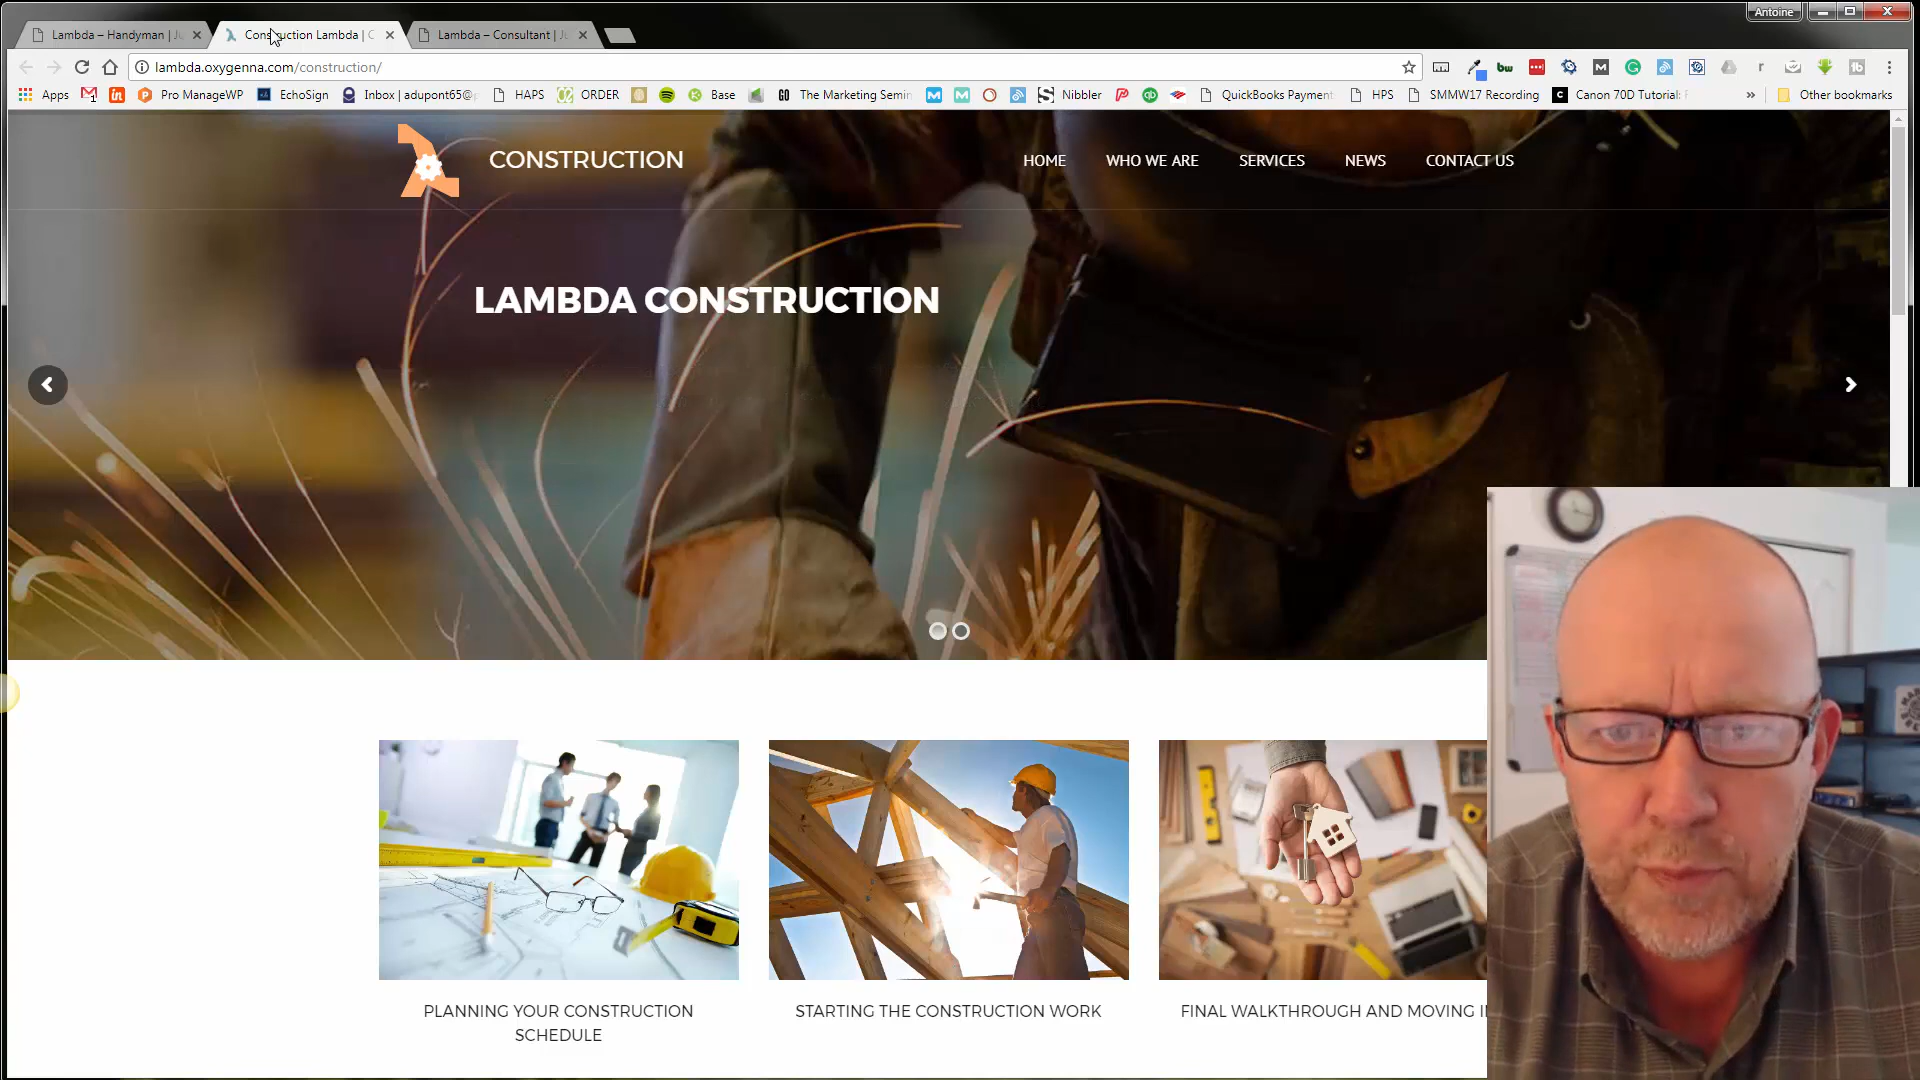 Antoine
Lambda – Handyman | Ju
Construction Lambda | C
Lambda – Consultant | Ju
lambda.oxygenna.com/construction/
Apps
Pro ManageWP
EchoSign
Inbox | adupont65@
HAPS
ORDER
Base
GO
The Marketing Semin
Nibbler
QuickBooks Payment
HPS
SMMW17 Recording
Canon 70D Tutorial:
Other bookmarks
CONSTRUCTION
HOME
WHO WE ARE
SERVICES
NEWS
CONTACT US
LAMBDA CONSTRUCTION
PLANNING YOUR CONSTRUCTION
SCHEDULE
STARTING THE CONSTRUCTION WORK
FINAL WALKTHROUGH AND MOVING I